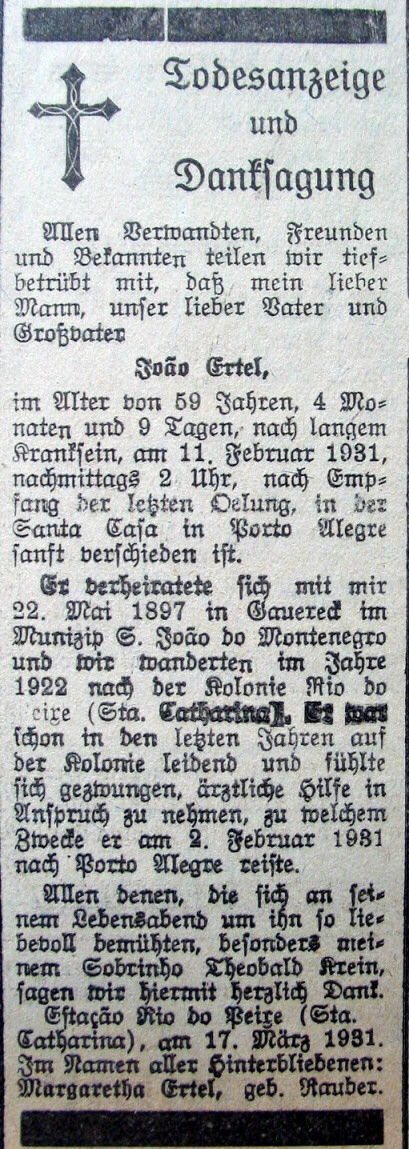 Todesanzeige
und
Danksagung
Allen Verwandten, Freunden
und Bekannten teilen wir tief-
betrübt mit, daß mein lieber
Mann, unser lieber Vater und
Großvater
João Ertel,
im Alter von 59 Jahren, 4 Mo-
naten und 9 Tagen, nach langem
Kranksein, am 11. Februar 1931,
nachmittags 2 Uhr, nach Emp-
fang der letzten Oelung, in der
Santa Casa in Porto Alegre
sanft verschieden ist.
Er verheiratete sich mit mir
22. Mai 1897 in Bauereck im
Munizip S. João do Montenegro
und wir wanderten im Jahre
1922 nach der Kolonie Rio do
eixe (Sta. Catharina). Er war
schon in den letzten Jahren auf
der Kolonie leidend und fühlte
sich gezwungen, ärztliche Hilfe in
Anspruch zu nehmen, zu welchem
Zwecke er am 2. Februar 1931
nach Porto Alegre reiste.
Allen denen, die sich an sei-
nem Lebensabend um ihn so lie-
bevoll bemühten, besonders mei-
nem Sobrinho Theobald Krein,
sagen wir hiermit herzlich Dank.
Estação Rio do Peixe (Sta.
Catharina), am 17. März 1931.
Im Namen aller Hinterbliebenen:
Margaretha Ertel, geb. Rauber.